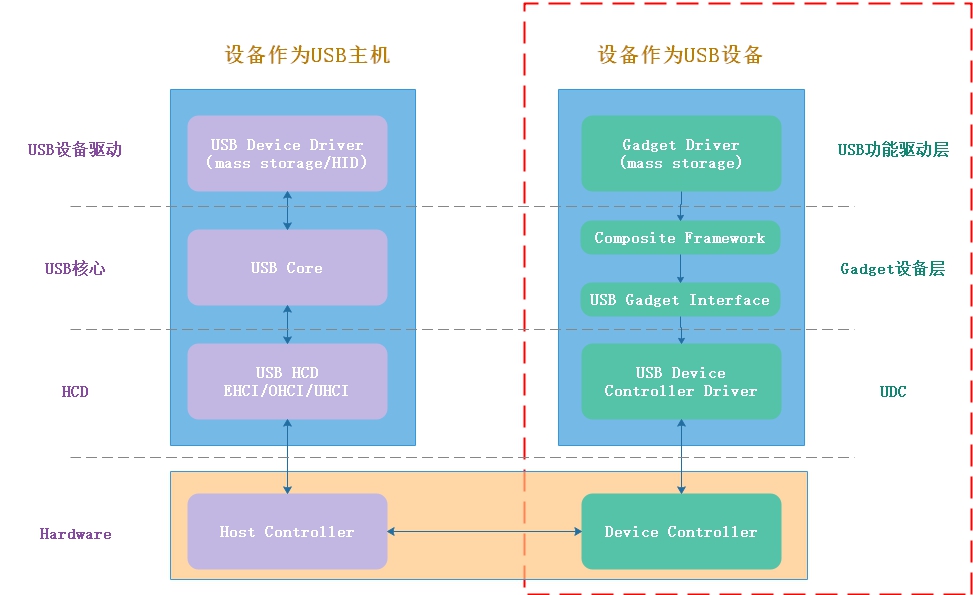 设备作为USB主机
设备作为USB设备
USB设备驱动
USB Device Driver
(mass storage/HID)
Gadget Driver
(mass storage)
USB功能驱动层
USB核心
USB Core
Composite Framework
USB Gadget Interface
Gadget设备层
HCD
USB HCD
EHCI/OHCI/UHCI
USB Device
Controller Driver
UDC
Hardware
Host Controller
Device Controller